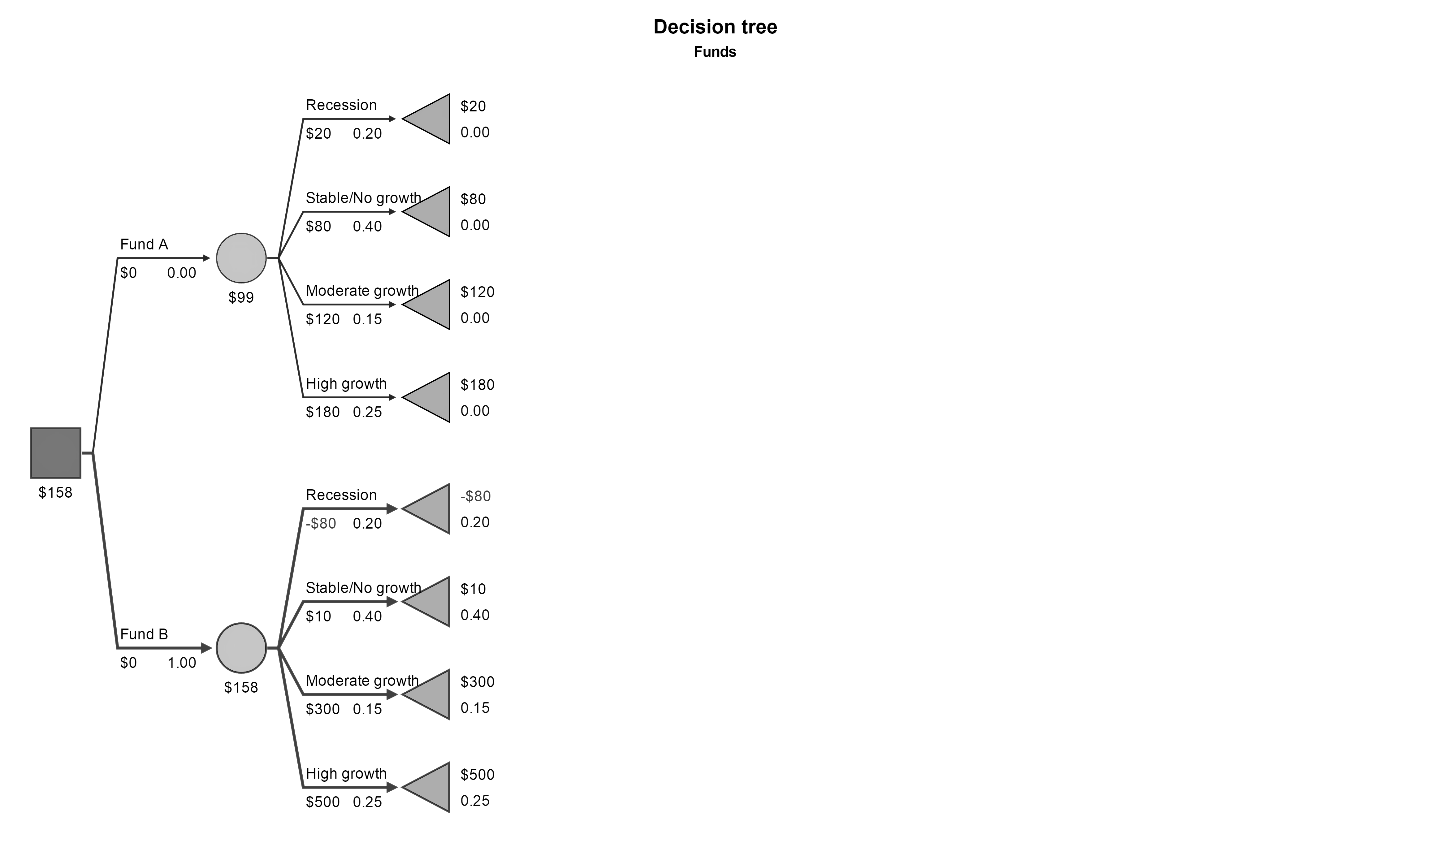 Decision tree
Funds
Recession
$20 0.20
$20
0.00
Stable/No growth
$80 0.40
$80
0.00
Fund A
$0 0.00
$99
Moderate growth
$120 0.15
$120
0.00
High growth
$180 0.25
$180
0.00
$158
Recession
-$80 0.20
-$80
0.20
Stable/No growth
$10 0.40
$10
0.40
Fund B
$0 1.00
$158
Moderate growth
$300 0.15
$300
0.15
High growth
$500 0.25
$500
0.25